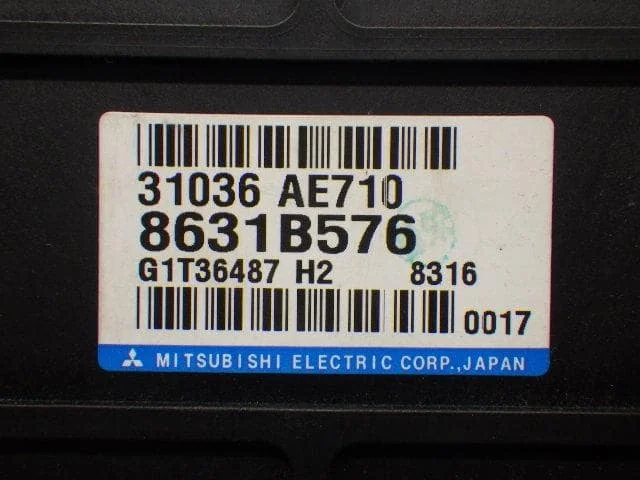 31036 AE710
8631B576
G1T36487 H2 8316
0017
MITSUBISHI ELECTRIC CORP.,JAPAN